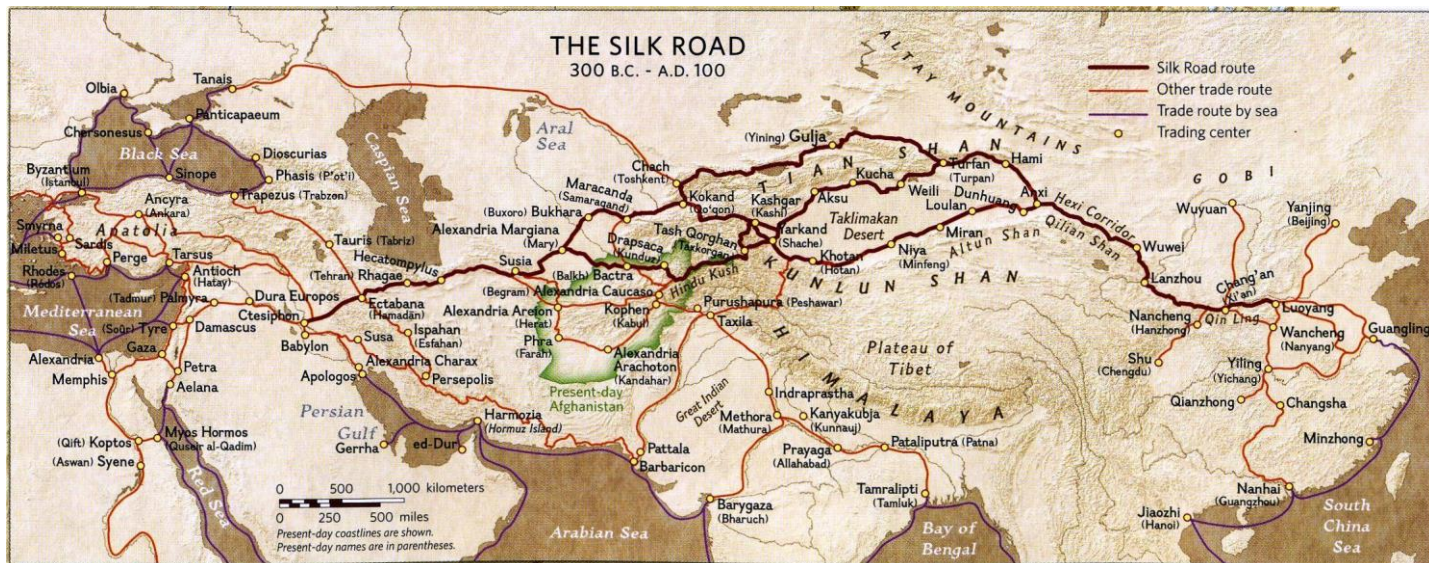 THE SILK ROAD
300 B.C. - A.D. 100
Silk Road route
Other trade route
Trade route by sea
Trading center
ALTAY MOUNTAINS
Olbia
Tanais
Panticapaeum
Chersonesus
Black Sea
Dioscurias
Phasis (P'ot'i)
Byzantium
(Istanbul)
Sinope
Trapezus (Trabzon)
Caspian Sea
Aral
Sea
Chach
(Toshkent)
(Yining) Gulja
TIAN SHAN
Turfan
(Turpan)
Hami
GOBI
Ancyra
(Ankara)
Anatolia
Smyrna
Miletus
Sardis
Perge
Tarsus
Rhodes
(Ródos)
Antioch
(Hatay)
Tauris (Tabriz)
Maracanda
(Samarqand)
(Buxoro) Bukhara
Alexandria Margiana
(Mary)
Hecatompylus
(Tehran) Rhagae
Susia
Kokand
(Qo'qon)
Kashgar
(Kashi)
Aksu
Kucha
Weili
Loulan
Dunhuang
Anxi
Hexi Corridor
Wuyuan
Yanjing
(Beijing)
Drapsaca
(Kunduz)
Tash Qorghan
(Taxkorgan)
Yarkand
(Shache)
Taklimakan
Desert
Miran
Altun Shan
Qilian Shan
Wuwei
Khotan
(Hotan)
Niya
(Minfeng)
KUNLUN SHAN
Lanzhou
(Balkh) Bactra
Hindu Kush
(Begram) Alexandria Caucaso
Purushapura (Peshawar)
Kophen
(Kabul)
Taxila
Alexandria Areion
(Herat)
Phra
(Farah)
Alexandria
Arachoton
(Kandahar)
Present-day
Afghanistan
HIMALAYA
Plateau of
Tibet
Chang'an
(Xi'an)
Luoyang
Nancheng
(Hanzhong)
Qin Ling
Wancheng
(Nanyang)
Guangling
Shu
(Chengdu)
Yiling
(Yichang)
Qianzhong
Changsha
Minzhong
Mediterranean
Sea
(Tadmur) Palmyra
Dura Europos
Ctesiphon
Ectabana
(Hamadān)
(Soûr) Tyre
Damascus
Babylon
Susa
Ispahan
(Esfahan)
Alexandria
Gaza
Memphis
Petra
Aelana
Alexandria Charax
Apologos
Persepolis
Persian
Gulf
Gerrha
Harmozia
(Hormuz Island)
ed-Dur
Great Indian
Desert
Indraprastha
Methora
(Mathura)
Kanyakubja
(Kunnauj)
Pattala
Barbaricon
Prayaga
(Allahabad)
Pataliputra (Patna)
(Qift) Koptos
Myos Hormos
(Quseir al-Qadim)
(Aswan) Syene
Red Sea
Barygaza
(Bharuch)
Tamralipti
(Tamluk)
Nanhai
(Guangzhou)
Jiaozhi
(Hanoi)
South
China
Sea
Arabian Sea
Bay of
Bengal
0 500 1,000 kilometers
0 250 500 miles
Present-day coastlines are shown.
Present-day names are in parentheses.